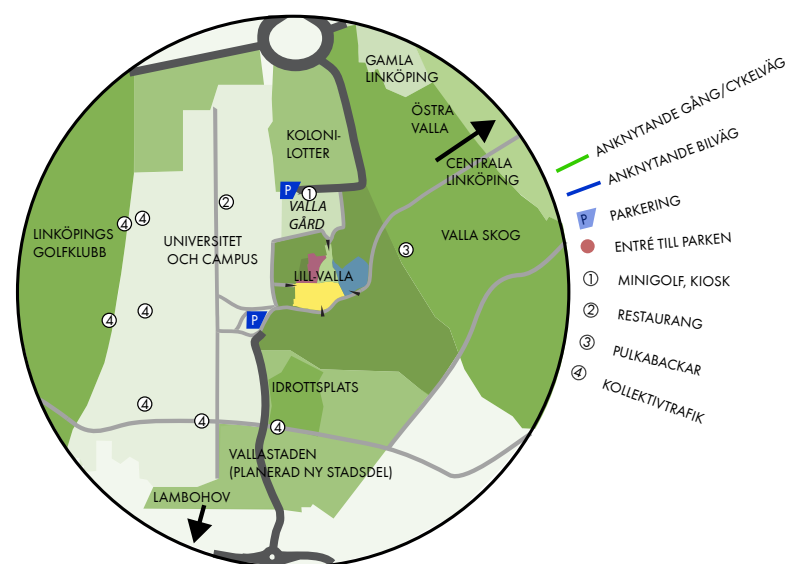 GAMLA
LINKÖPING
ÖSTRA
VALLA
KOLONI-
LOTTER
CENTRALA
LINKÖPING
P
1
2
VALLA
GÅRD
4
4
LINKÖPINGS
GOLFKLUBB
UNIVERSITET
OCH CAMPUS
VALLA SKOG
3
LILL-VALLA
4
4
P
IDROTTSPLATS
4
4
4
VALLASTADEN
(PLANERAD NY STADSDEL)
LAMBOHOV
ANKNYTANDE GÅNG/CYKELVÄG
ANKNYTANDE BILVÄG
P PARKERING
ENTRÉ TILL PARKEN
1 MINIGOLF, KIOSK
2 RESTAURANG
3 PULKABACKAR
4 KOLLEKTIVTRAFIK